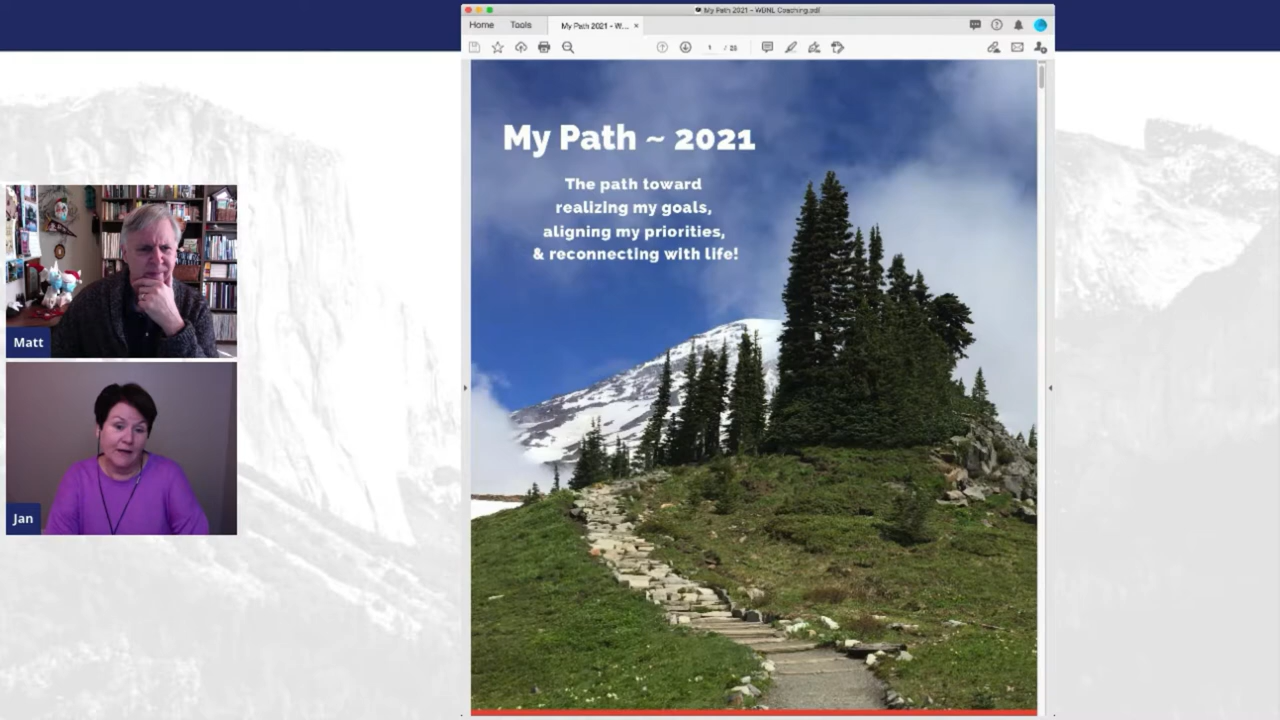 My Path 2021 - WDNL Coaching.pdf
Home Tools My Path 2021 - W... ×
1 / 25
My Path ~ 2021
The path toward
realizing my goals,
aligning my priorities,
& reconnecting with life!
Matt
Jan